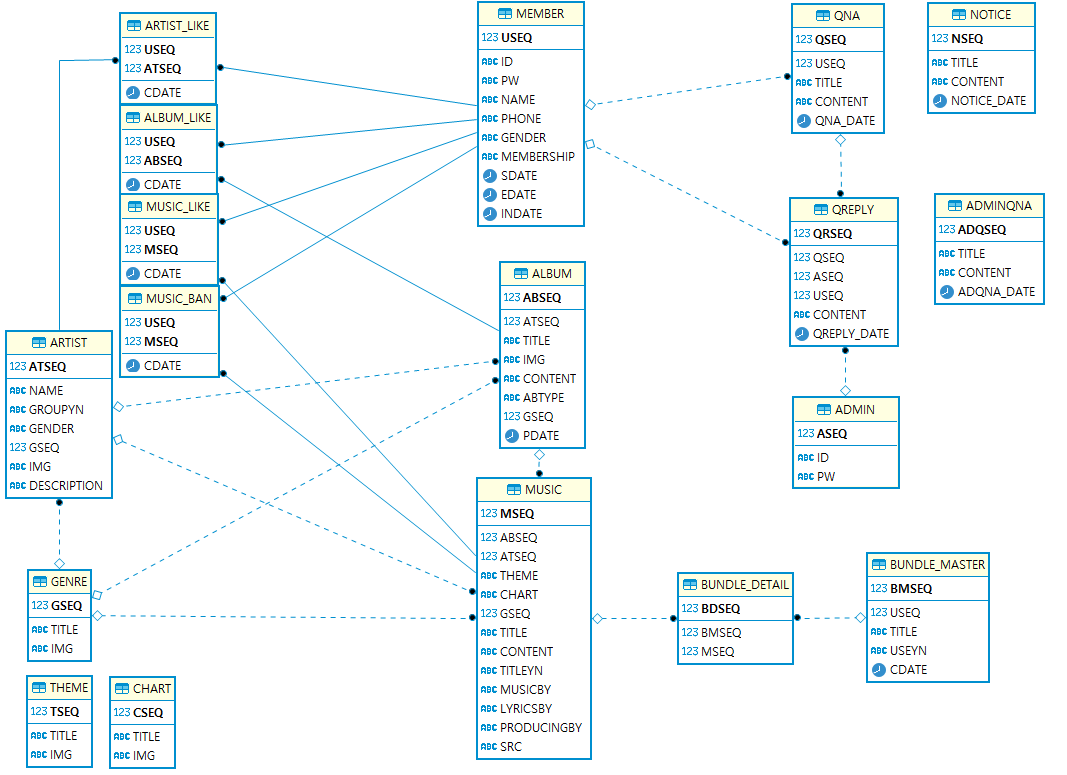 ARTIST_LIKE
123 USEQ
123 ATSEQ
CDATE
ALBUM_LIKE
123 USEQ
123 ABSEQ
CDATE
MUSIC_LIKE
123 USEQ
123 MSEQ
CDATE
MUSIC_BAN
123 USEQ
123 MSEQ
CDATE
MEMBER
123 USEQ
ABC ID
ABC PW
ABC NAME
ABC PHONE
ABC GENDER
ABC MEMBERSHIP
SDATE
EDATE
INDATE
QNA
123 QSEQ
123 USEQ
ABC TITLE
ABC CONTENT
QNA_DATE
NOTICE
123 NSEQ
ABC TITLE
ABC CONTENT
NOTICE_DATE
QREPLY
123 QRSEQ
123 QSEQ
123 ASEQ
123 USEQ
ABC CONTENT
QREPLY_DATE
ADMINQNA
123 ADQSEQ
ABC TITLE
ABC CONTENT
ADQNA_DATE
ALBUM
123 ABSEQ
123 ATSEQ
ABC TITLE
ABC IMG
ABC CONTENT
ABC ABTYPE
123 GSEQ
PDATE
ARTIST
123 ATSEQ
ABC NAME
ABC GROUPYN
ABC GENDER
123 GSEQ
ABC IMG
ABC DESCRIPTION
ADMIN
123 ASEQ
ABC ID
ABC PW
MUSIC
123 MSEQ
123 ABSEQ
123 ATSEQ
ABC THEME
ABC CHART
123 GSEQ
ABC TITLE
ABC CONTENT
ABC TITLEYN
ABC MUSICBY
ABC LYRICSBY
ABC PRODUCINGBY
ABC SRC
GENRE
123 GSEQ
ABC TITLE
ABC IMG
BUNDLE_DETAIL
123 BDSEQ
123 BMSEQ
123 MSEQ
BUNDLE_MASTER
123 BMSEQ
123 USEQ
ABC TITLE
ABC USEYN
CDATE
THEME
123 TSEQ
ABC TITLE
ABC IMG
CHART
123 CSEQ
ABC TITLE
ABC IMG